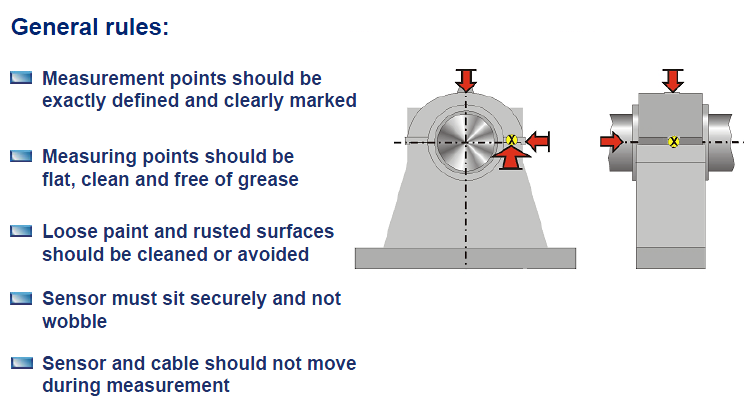 General rules:
Measurement points should be
exactly defined and clearly marked
Measuring points should be
flat, clean and free of grease
Loose paint and rusted surfaces
should be cleaned or avoided
Sensor must sit securely and not
wobble
Sensor and cable should not move
during measurement
X
X